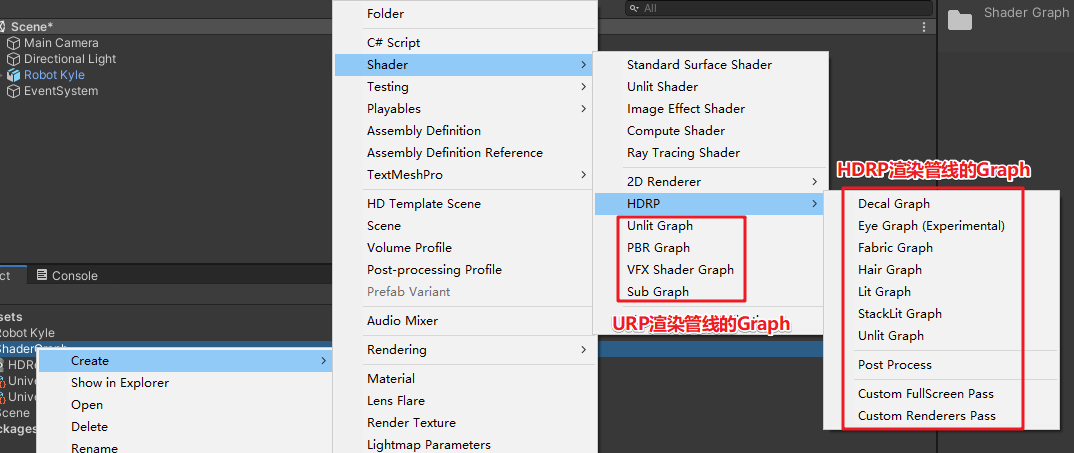 Scene*
Main Camera
Directional Light
Robot Kyle
EventSystem
ct
Console
sets
Robot Kyle
ShaderGraph
HDRe
Unive
Unive
Scene
ckages
Create
Show in Explorer
Open
Delete
Rename
Folder
C# Script
Shader
Testing
Playables
Assembly Definition
Assembly Definition Reference
TextMeshPro
HD Template Scene
Scene
Volume Profile
Post-processing Profile
Prefab Variant
Audio Mixer
Rendering
Material
Lens Flare
Render Texture
Lightmap Parameters
All
Standard Surface Shader
Unlit Shader
Image Effect Shader
Compute Shader
Ray Tracing Shader
2D Renderer
HDRP
Unlit Graph
PBR Graph
VFX Shader Graph
Sub Graph
URP渲染管线的Graph
Shader Graph
HDRP渲染管线的Graph
Decal Graph
Eye Graph (Experimental)
Fabric Graph
Hair Graph
Lit Graph
StackLit Graph
Unlit Graph
Post Process
Custom FullScreen Pass
Custom Renderers Pass